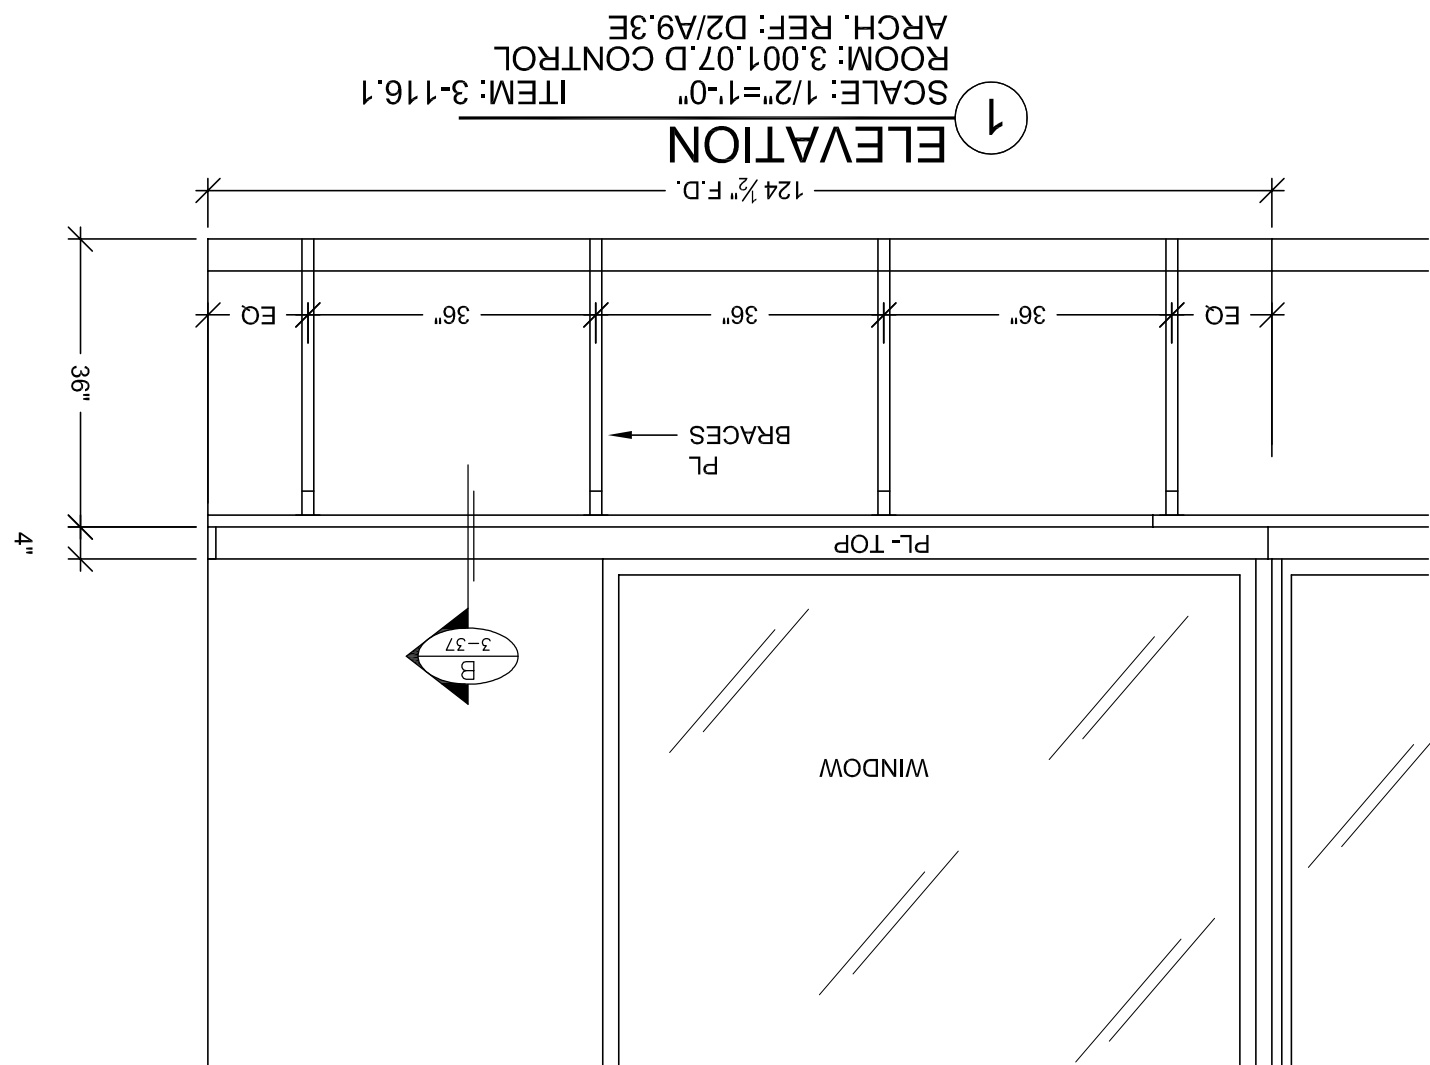 WINDOW
B
3-37
PL- TOP
4"
PL
BRACES
36"
EQ
36"
36"
36"
EQ
124 ½" F.D.
ELEVATION
1
SCALE: 1/2"=1'-0" ITEM: 3-116.1
ROOM: 3.001.07.D CONTROL
ARCH. REF: D2/A9.3E